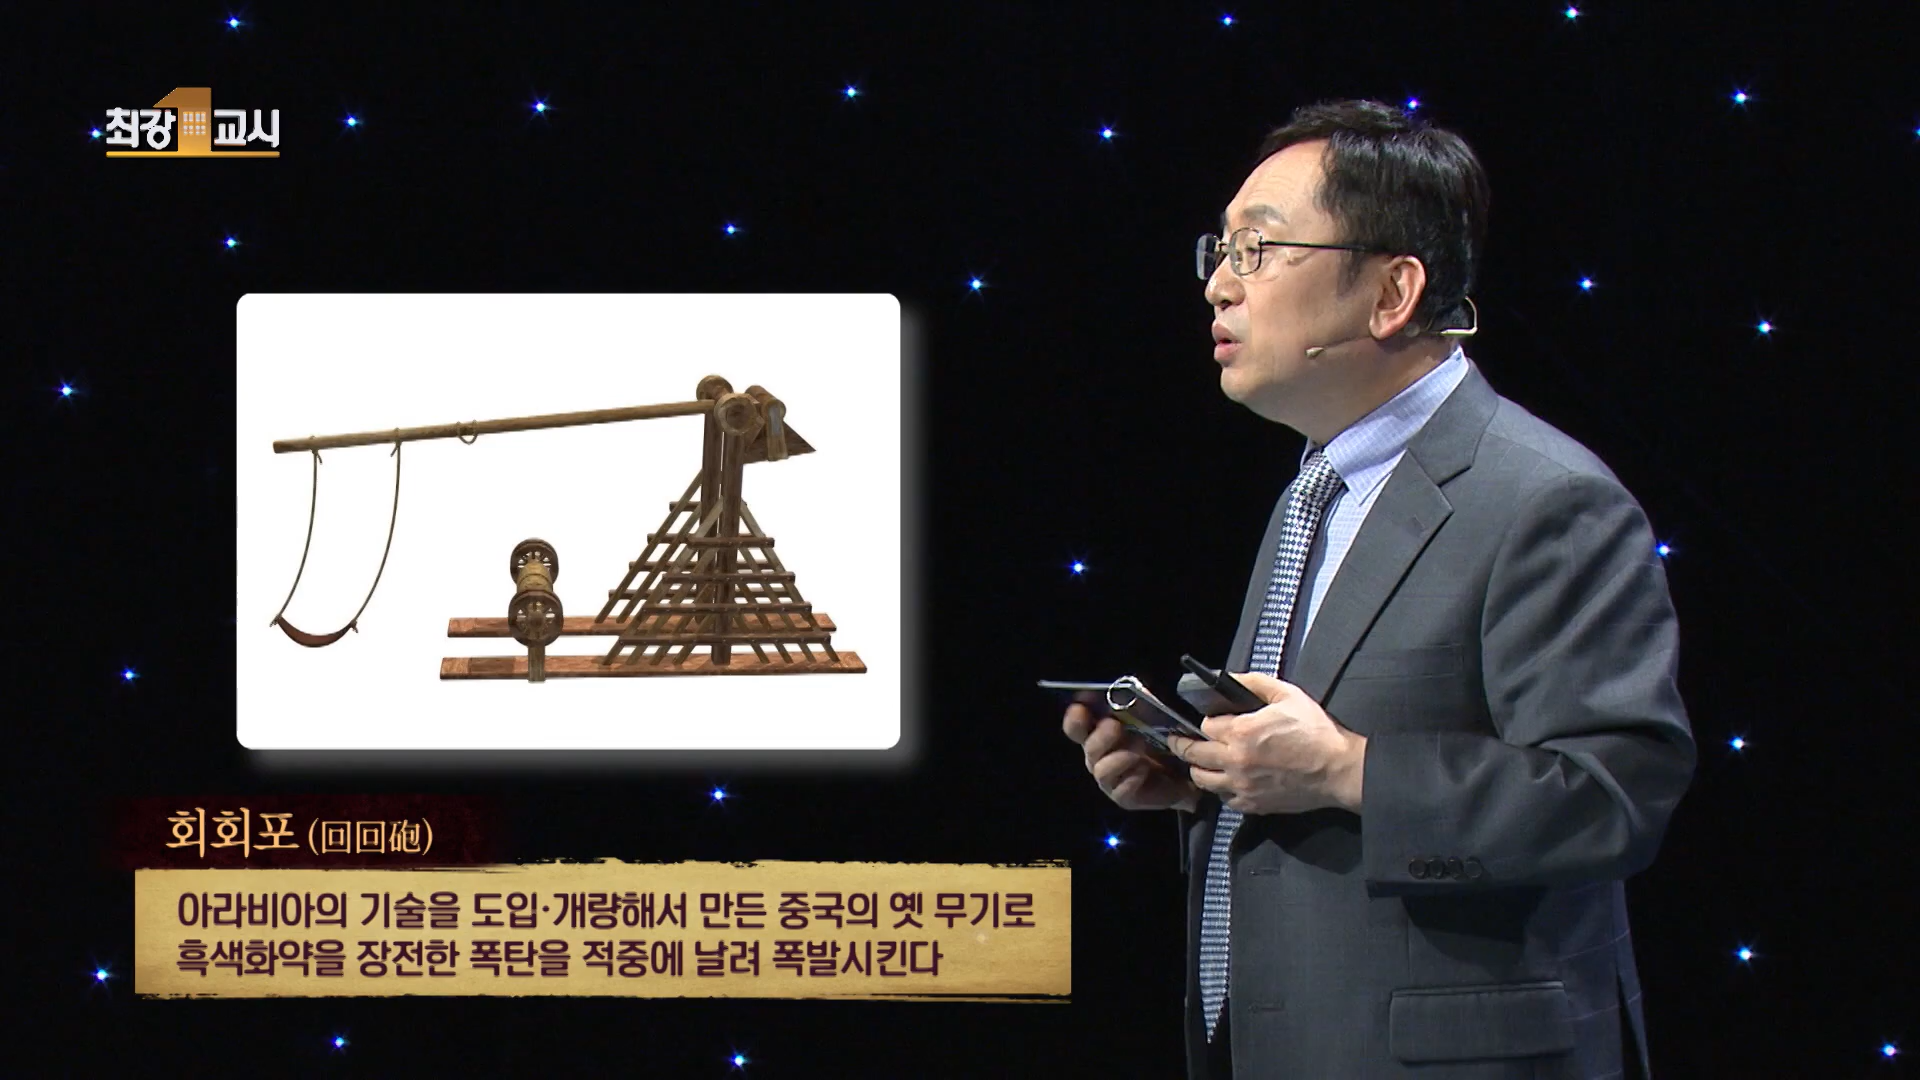 최강1교시
회회포(回回砲)
아라비아의 기술을 도입·개량해서 만든 중국의 옛 무기로
흑색화약을 장전한 폭탄을 적중에 날려 폭발시킨다